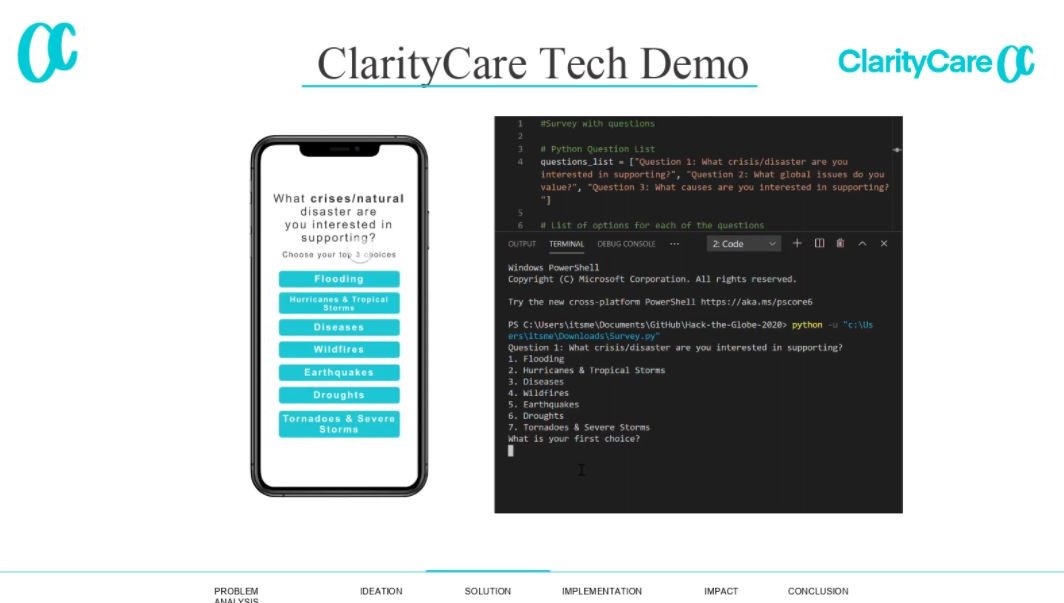 ClarityCare Tech Demo
ClarityCare
What crises/natural
disaster are
you interested in
supporting?
Choose your top 3 choices
Flooding
Hurricanes & Tropical
Storms
Diseases
Wildfires
Earthquakes
Droughts
Tornadoes & Severe
Storms
1 #Survey with questions
2
3 # Python Question List
4 questions_list = ["Question 1: What crisis/disaster are you
interested in supporting?", "Question 2: What global issues do you
value?", "Question 3: What causes are you interested in supporting?
"]
5
6 # List of options for each of the questions
OUTPUT TERMINAL DEBUG CONSOLE ... 2: Code
Windows PowerShell
Copyright (C) Microsoft Corporation. All rights reserved.
Try the new cross-platform PowerShell https://aka.ms/pscore6
PS C:\Users\itsme\Documents\GitHub\Hack-the-Globe-2020> python -u "c:\Us
ers\itsme\Downloads\Survey.py"
Question 1: What crisis/disaster are you interested in supporting?
1. Flooding
2. Hurricanes & Tropical Storms
3. Diseases
4. Wildfires
5. Earthquakes
6. Droughts
7. Tornadoes & Severe Storms
What is your first choice?
PROBLEM
ANALYSIS
IDEATION
SOLUTION
IMPLEMENTATION
IMPACT
CONCLUSION